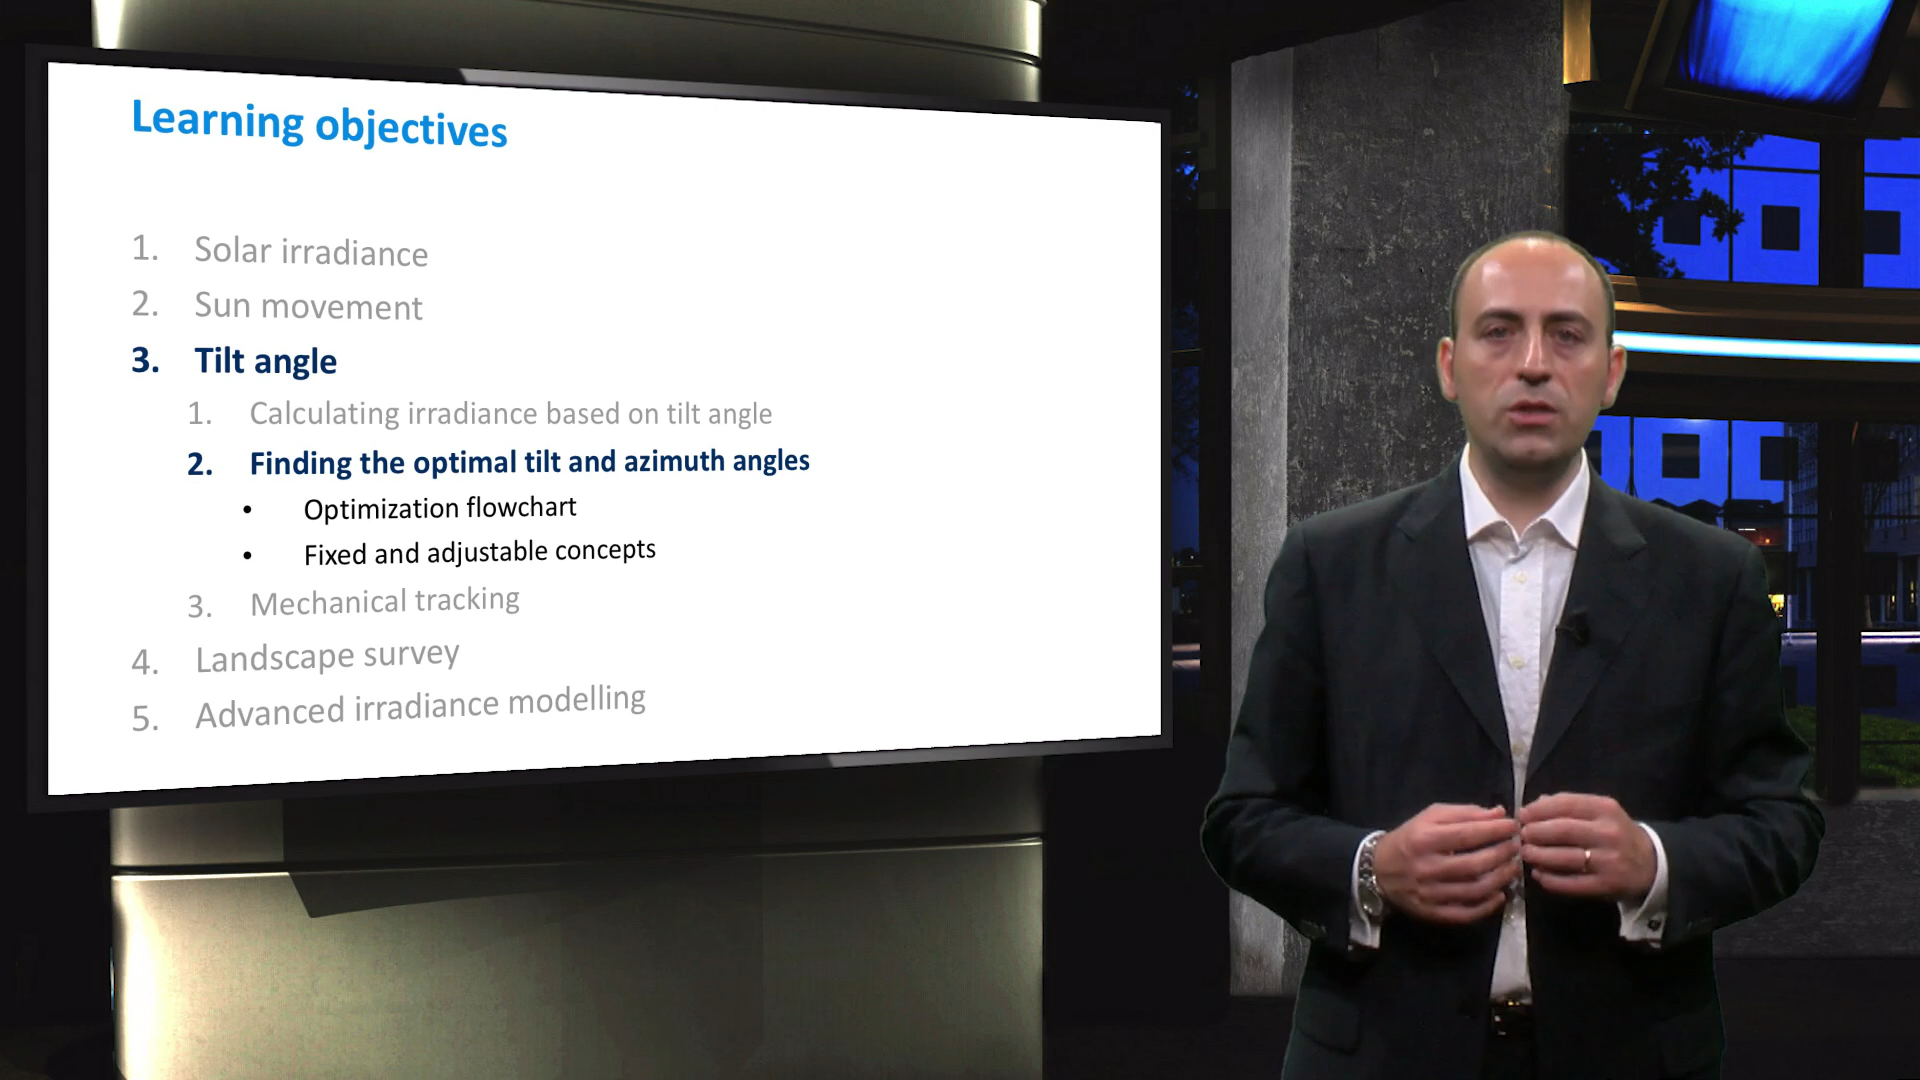 Learning objectives
1. Solar irradiance
2. Sun movement
3. Tilt angle
1. Calculating irradiance based on tilt angle
2. Finding the optimal tilt and azimuth angles
• Optimization flowchart
• Fixed and adjustable concepts
3. Mechanical tracking
4. Landscape survey
5. Advanced irradiance modelling